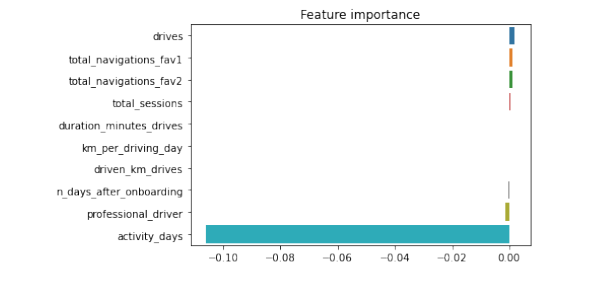 Feature importance
drives
total_navigations_fav1
total_navigations_fav2
total_sessions
duration_minutes_drives
km_per_driving_day
driven_km_drives
n_days_after_onboarding
professional_driver
activity_days
−0.10 −0.08 −0.06 −0.04 −0.02 0.00